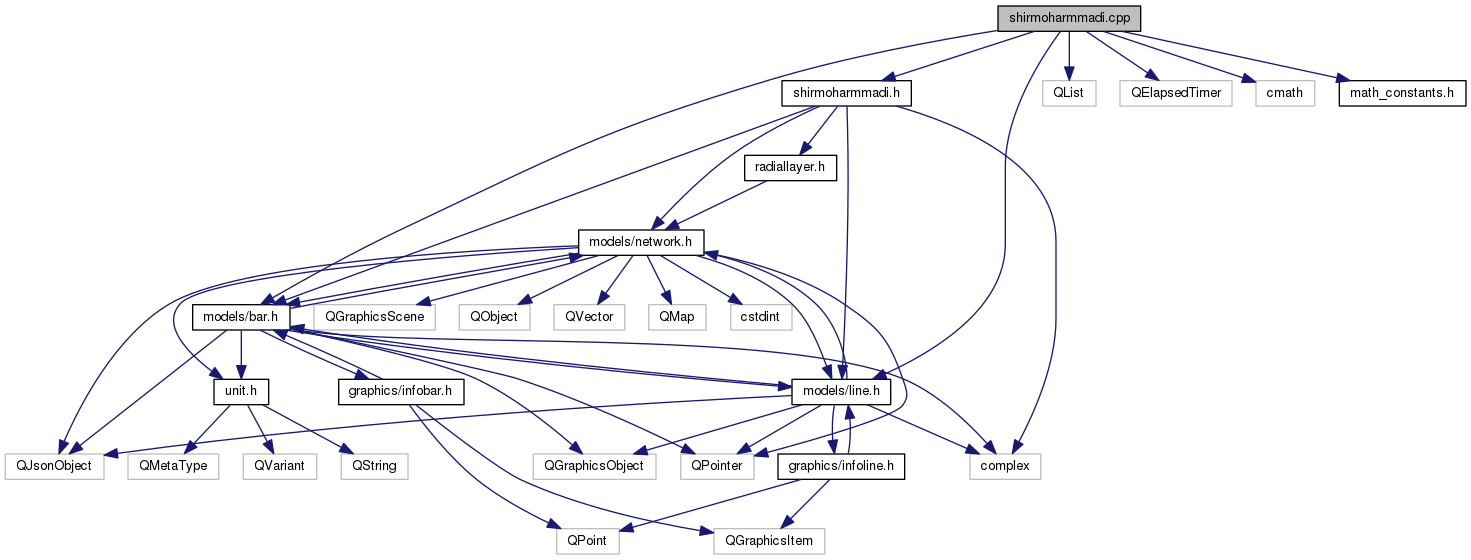 shirmoharmmadi.cpp
shirmoharmmadi.h
QList
QElapsedTimer
cmath
math_constants.h
radiallayer.h
models/network.h
models/bar.h
QGraphicsScene
QObject
QVector
QMap
cstdint
unit.h
graphics/infobar.h
models/line.h
QJsonObject
QMetaType
QVariant
QString
QGraphicsObject
QPointer
graphics/infoline.h
complex
QPoint
QGraphicsItem